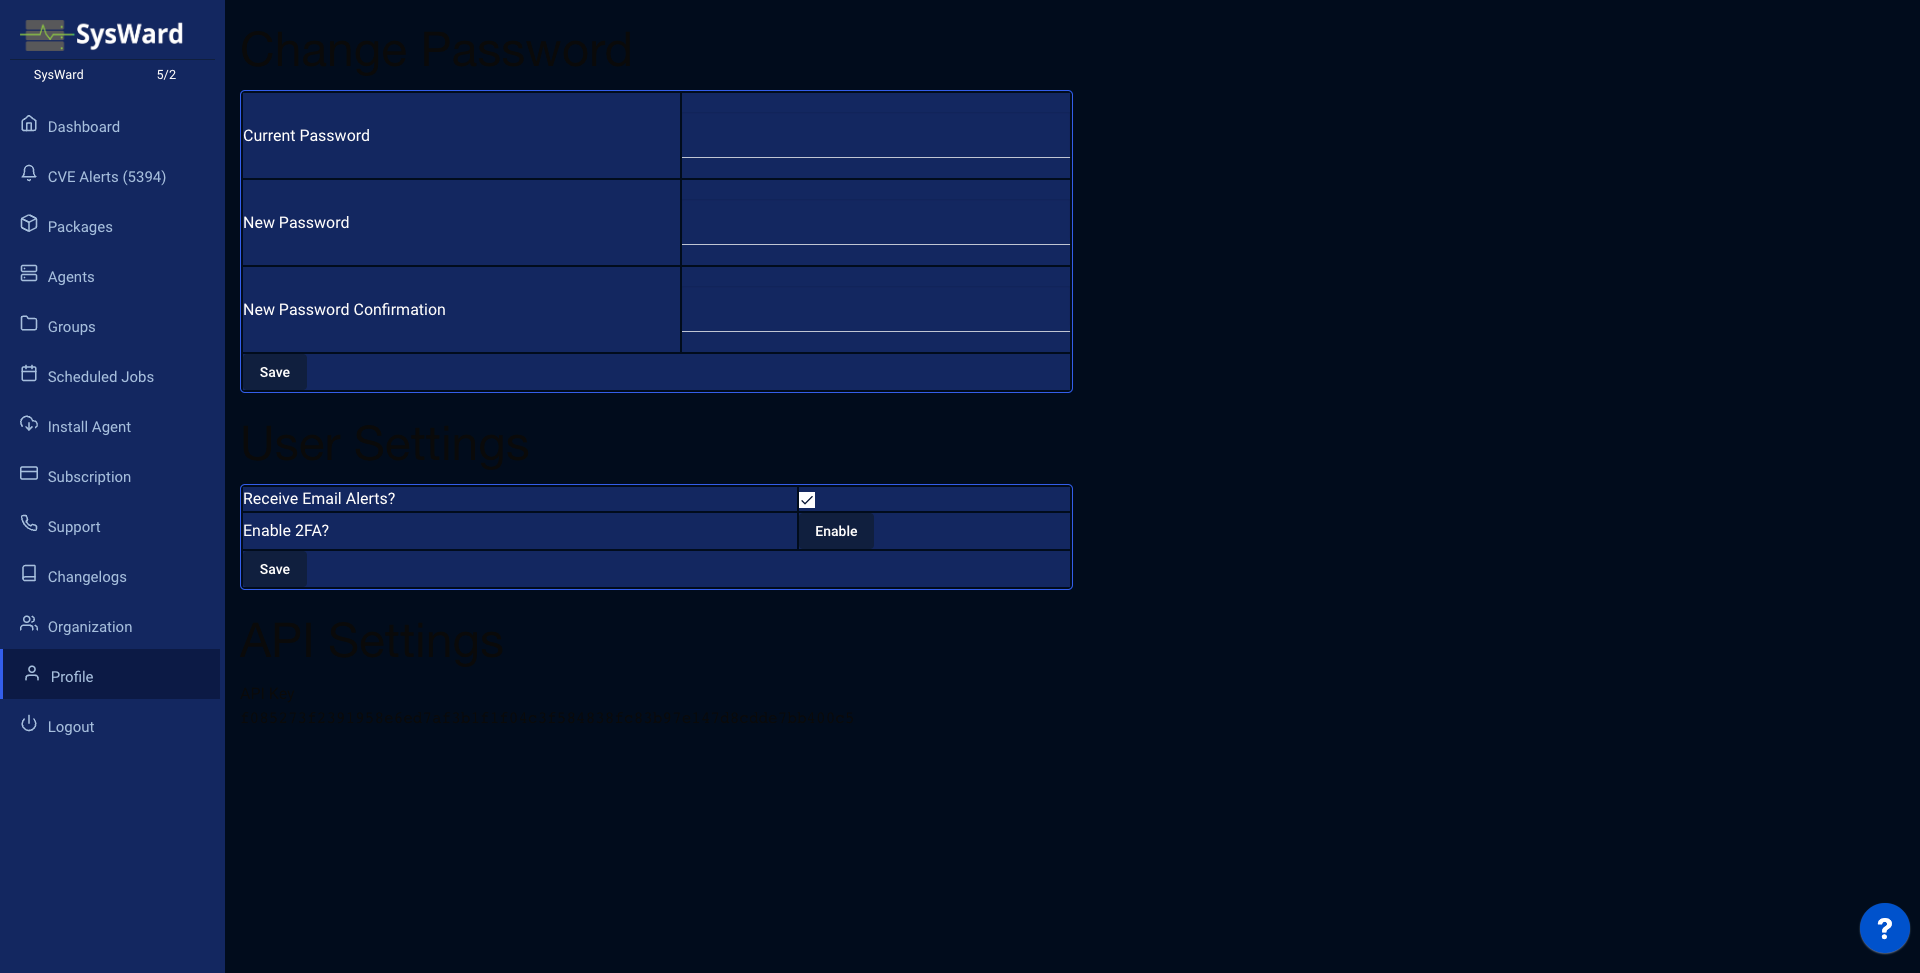 SysWard
SysWard 5/2
Dashboard
CVE Alerts (5394)
Packages
Agents
Groups
Scheduled Jobs
Install Agent
Subscription
Support
Changelogs
Organization
Profile
Logout
Change Password
Current Password
New Password
New Password Confirmation
Save
User Settings
Receive Email Alerts?
Enable 2FA?
Enable
Save
API Settings
?